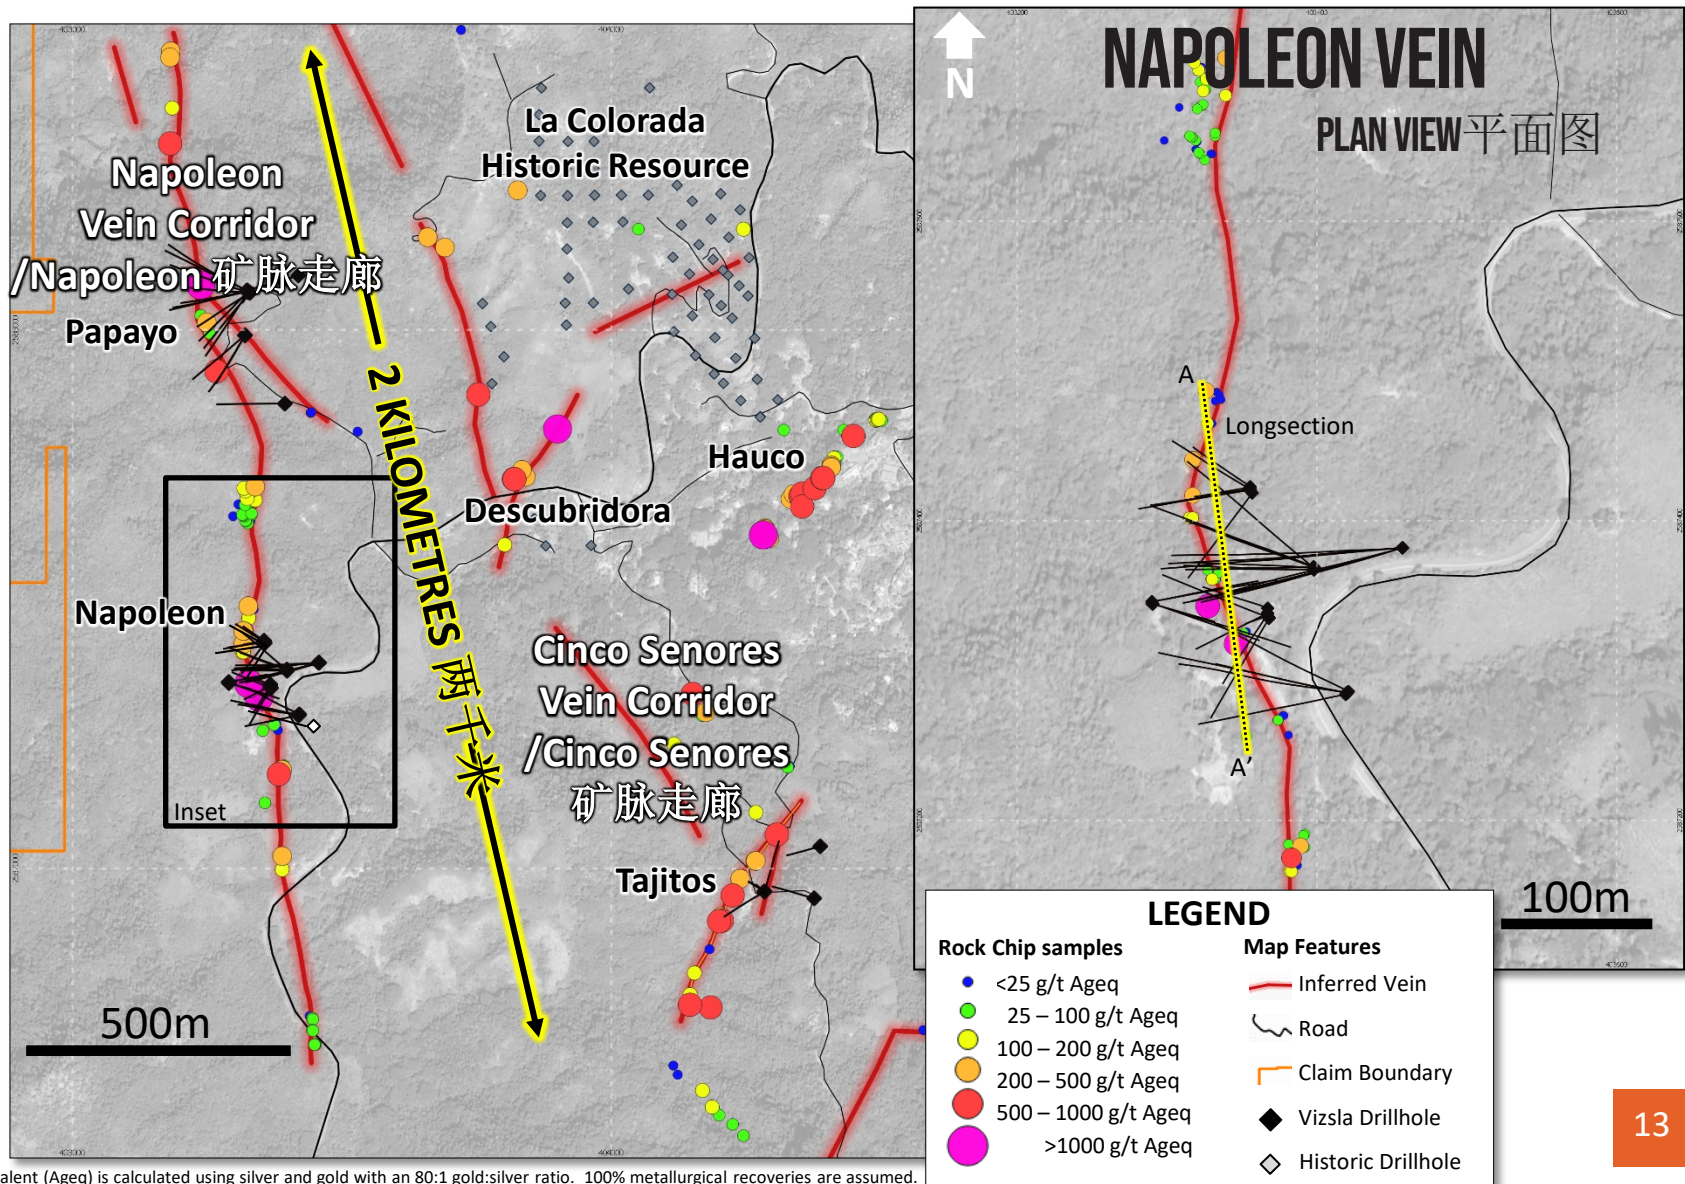 NAPOLEON VEIN
PLAN VIEW平面图
N
La Colorada
Historic Resource
Napoleon
Vein Corridor
/Napoleon 矿脉走廊
Papayo
2 KILOMETRES 两千米
Hauco
Descubridora
Napoleon
Inset
Cinco Senores
Vein Corridor
/Cinco Senores
矿脉走廊
Tajitos
500m
A
Longsection
A'
100m
LEGEND
Rock Chip samples
<25 g/t Ageq
25 – 100 g/t Ageq
100 – 200 g/t Ageq
200 – 500 g/t Ageq
500 – 1000 g/t Ageq
>1000 g/t Ageq
Map Features
Inferred Vein
Road
Claim Boundary
Vizsla Drillhole
Historic Drillhole
13
alent (Ageq) is calculated using silver and gold with an 80:1 gold:silver ratio. 100% metallurgical recoveries are assumed.